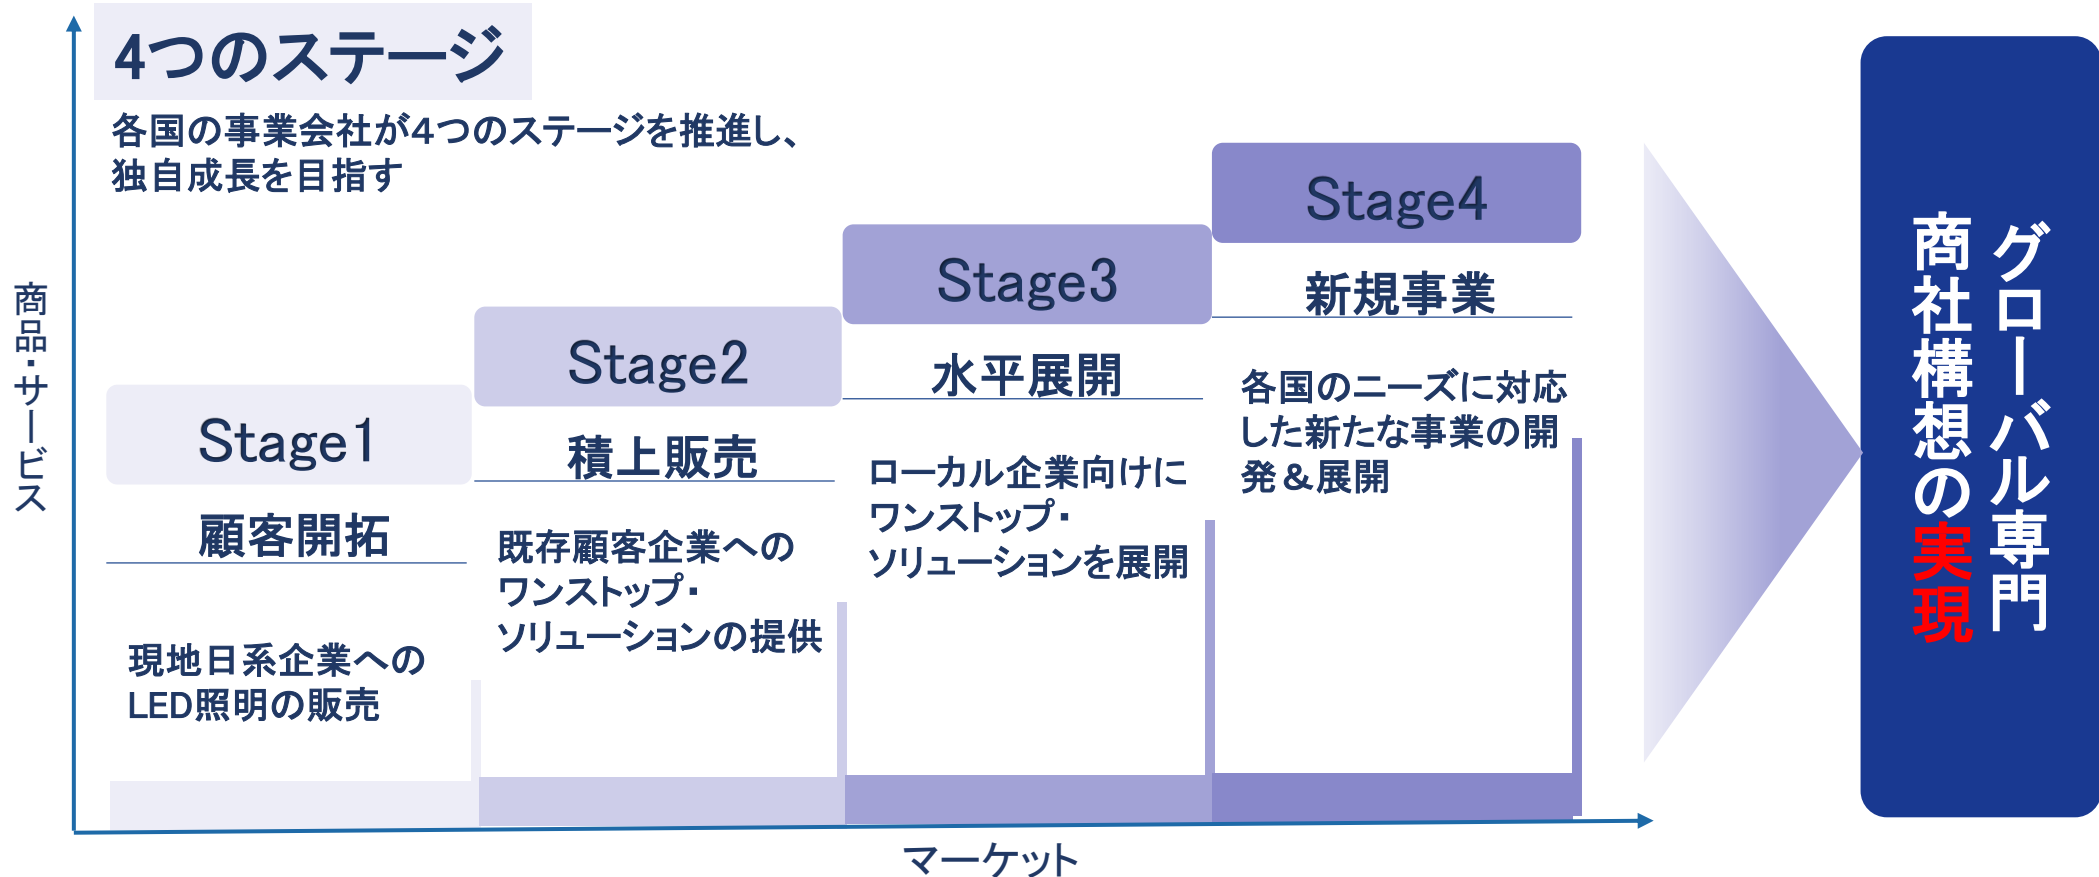 4つのステージ
各国の事業会社が4つのステージを推進し、
独自成長を目指す
商品・サービス
Stage1
顧客開拓
現地日系企業への
LED照明の販売
Stage2
積上販売
既存顧客企業への
ワンストップ・
ソリューションの提供
Stage3
水平展開
ローカル企業向けに
ワンストップ・
ソリューションを展開
Stage4
新規事業
各国のニーズに対応
した新たな事業の開
発&展開
マーケット
グローバル専門
商社構想の実現